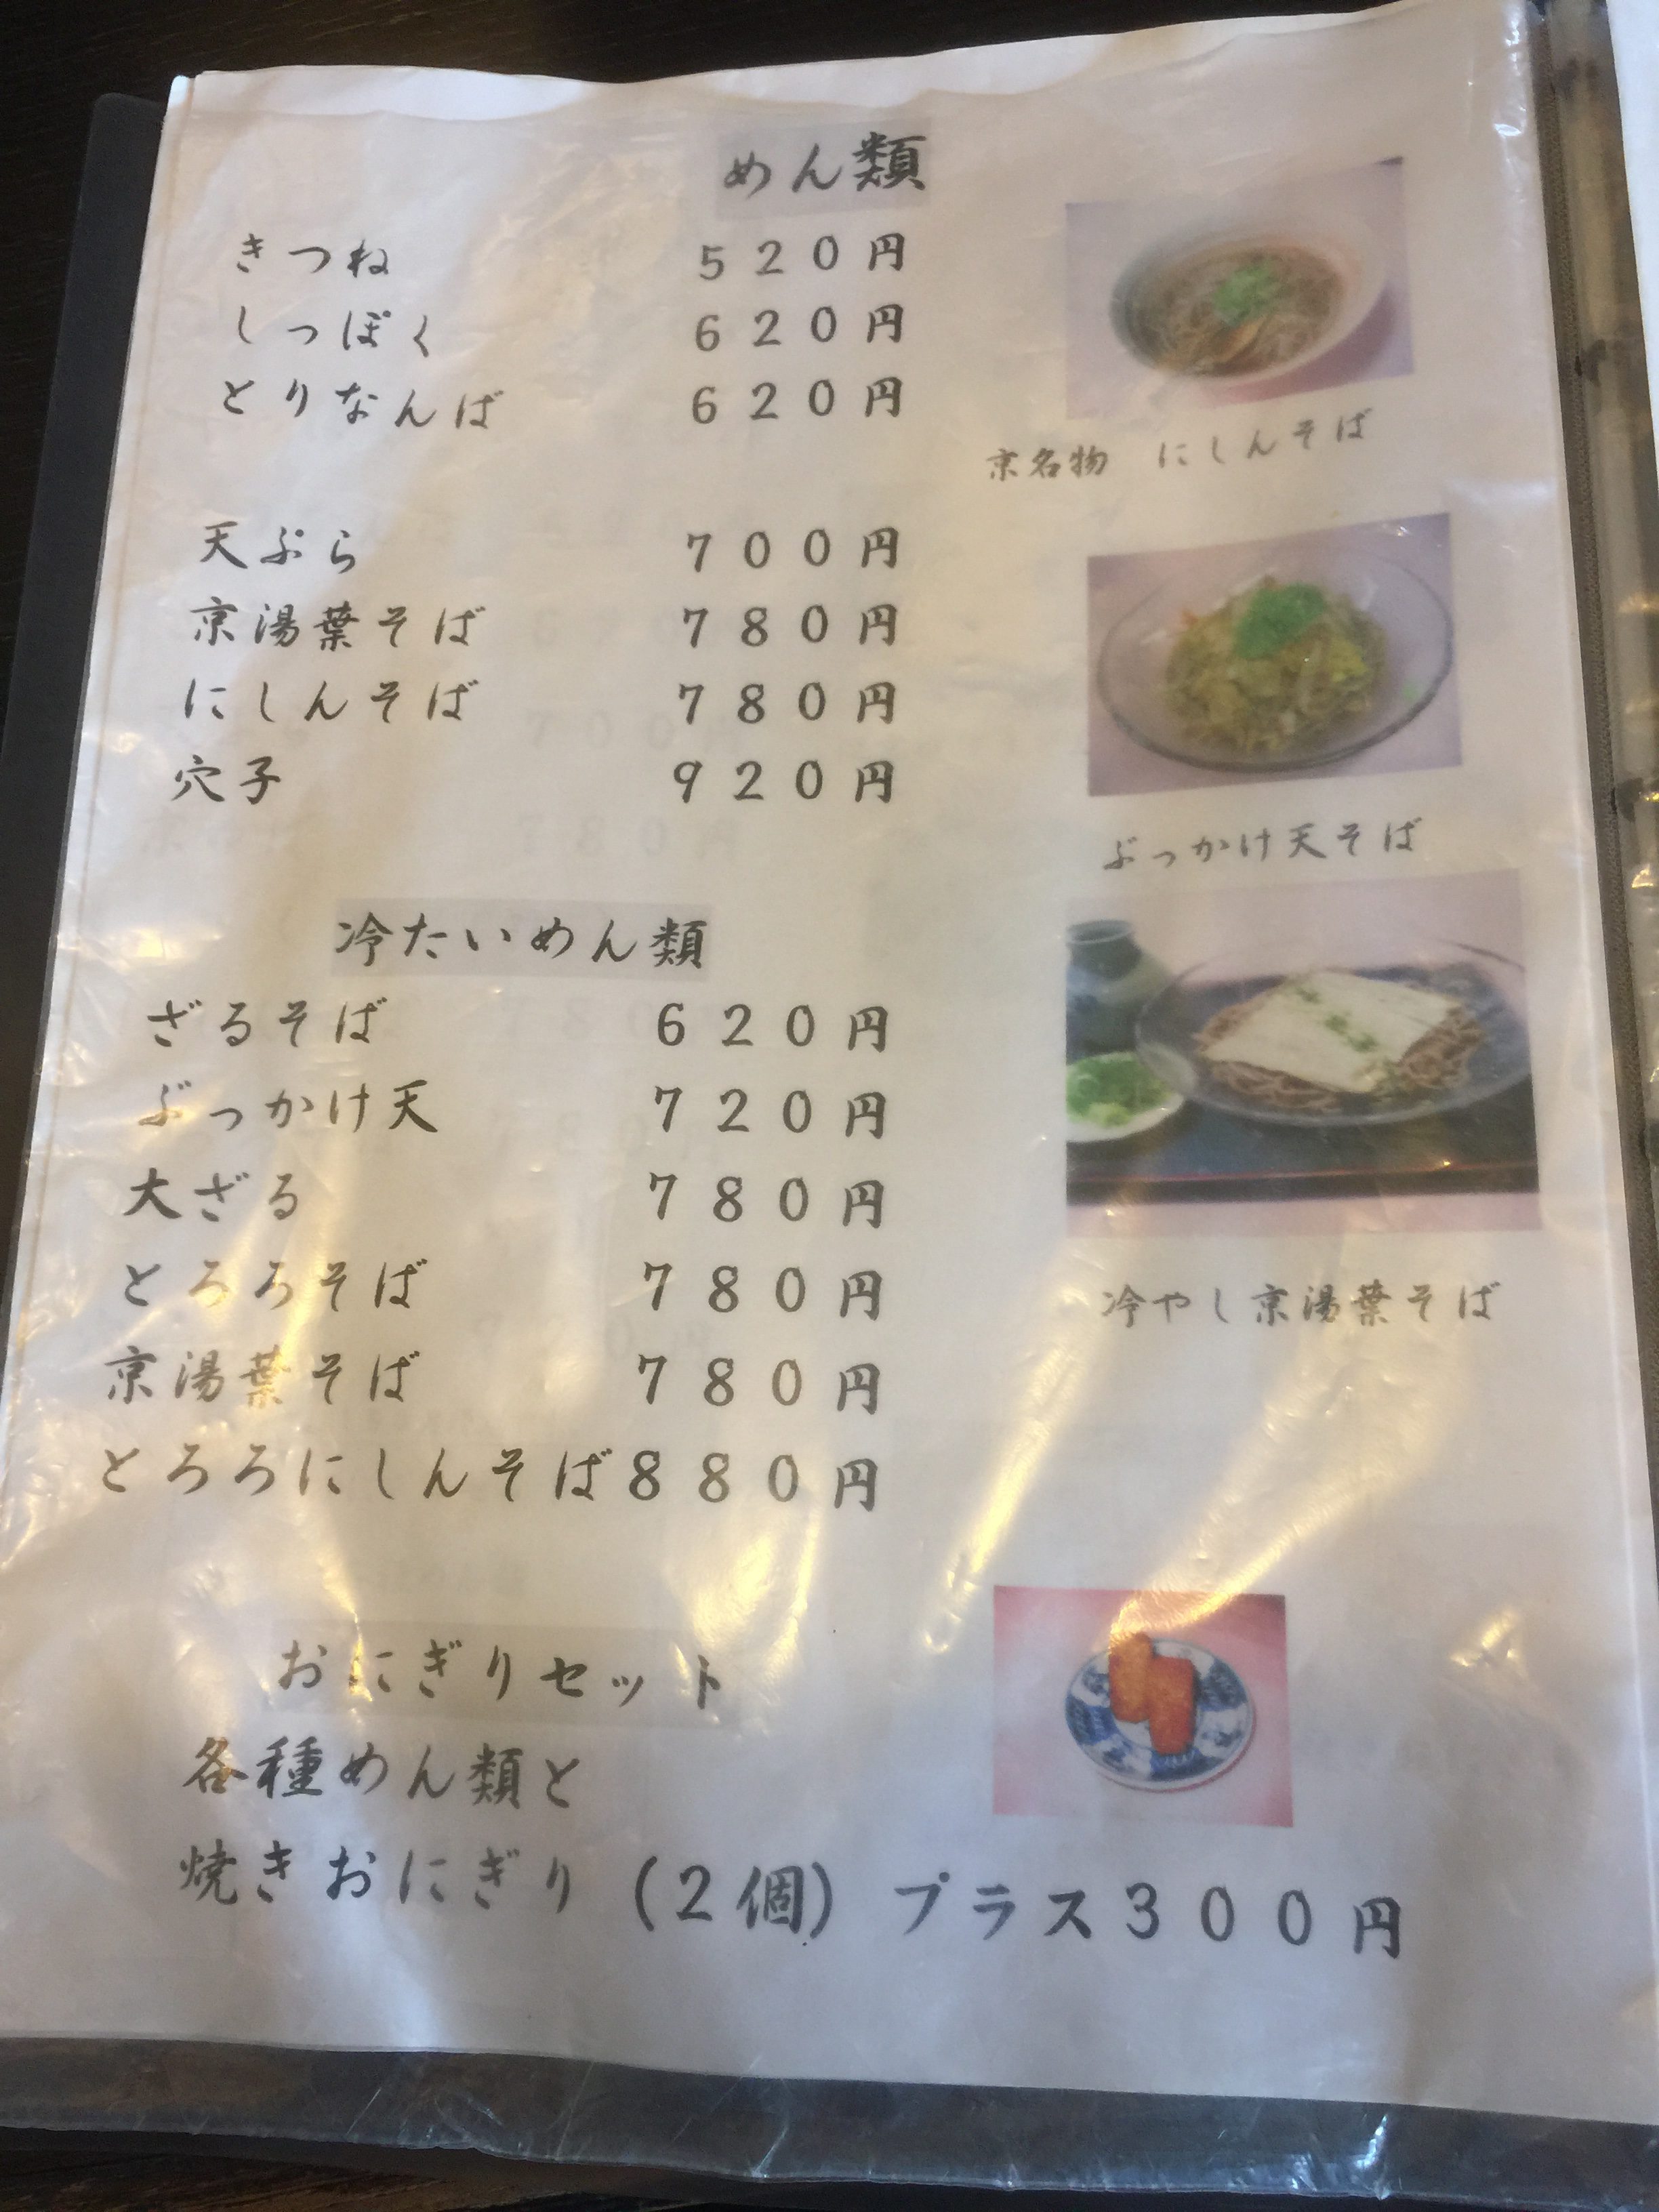 めん類
きつね 520円
しっぽく 620円
とりなんば 620円
京名物 にしんそば
天ぷら 700円
京湯葉そば 780円
にしんそば 780円
穴子 920円
ぶっかけ天そば
冷たいめん類
ざるそば 620円
ぶっかけ天 720円
大ざる 780円
とろろそば 780円
京湯葉そば 780円
とろろにしんそば880円
冷やし京湯葉そば
おにぎりセット
各種めん類と
焼きおにぎり(2個)プラス300円